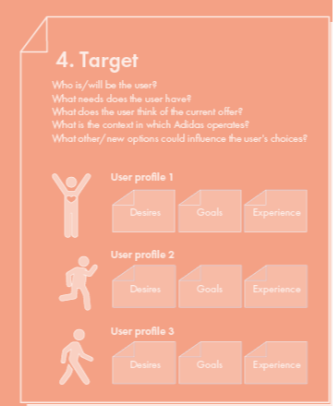 4. Target
Who is/will be the user?
What needs does the user have?
What does the user think of the current offer?
What is the context in which Adidas operates?
What other/new options could influence the user's choices?
User profile 1
Desires Goals Experience
User profile 2
Desires Goals Experience
User profile 3
Desires Goals Experience